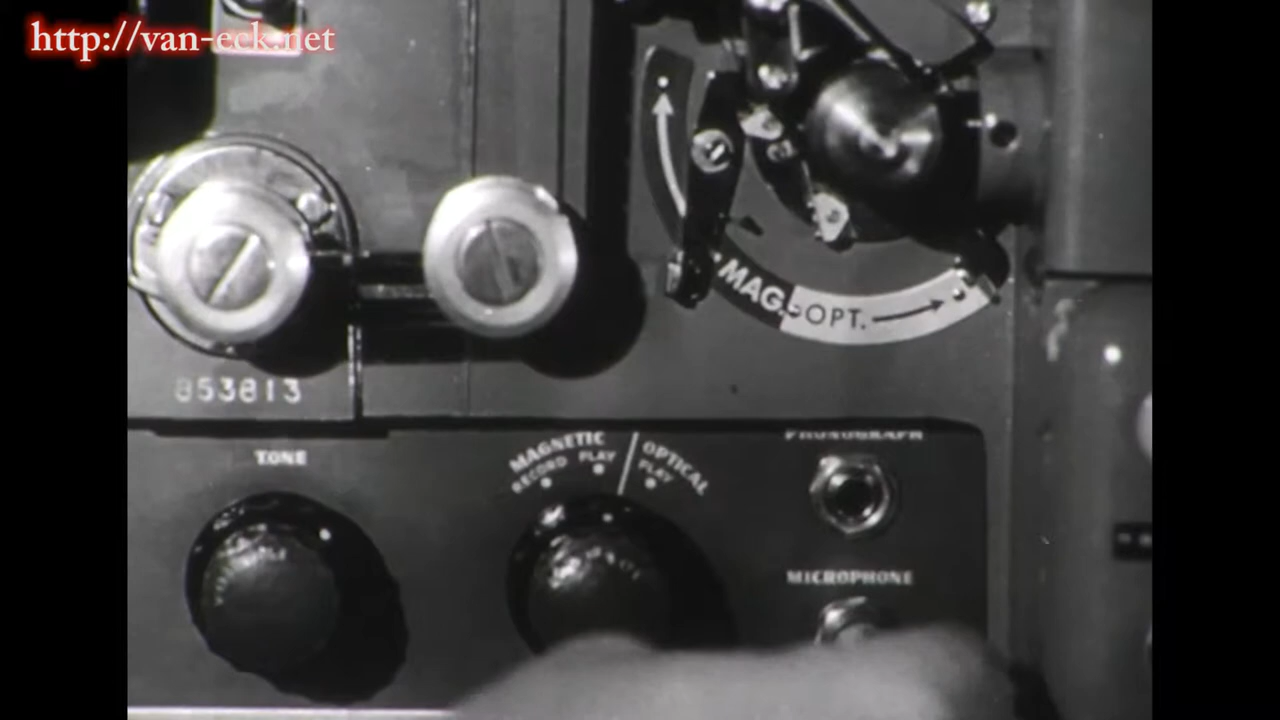 http://van-eck.net
MAG. OPT.
853813
TONE
MAGNETIC
RECORD PLAY
OPTICAL
PLAY
PHONOGRAPH
MICROPHONE